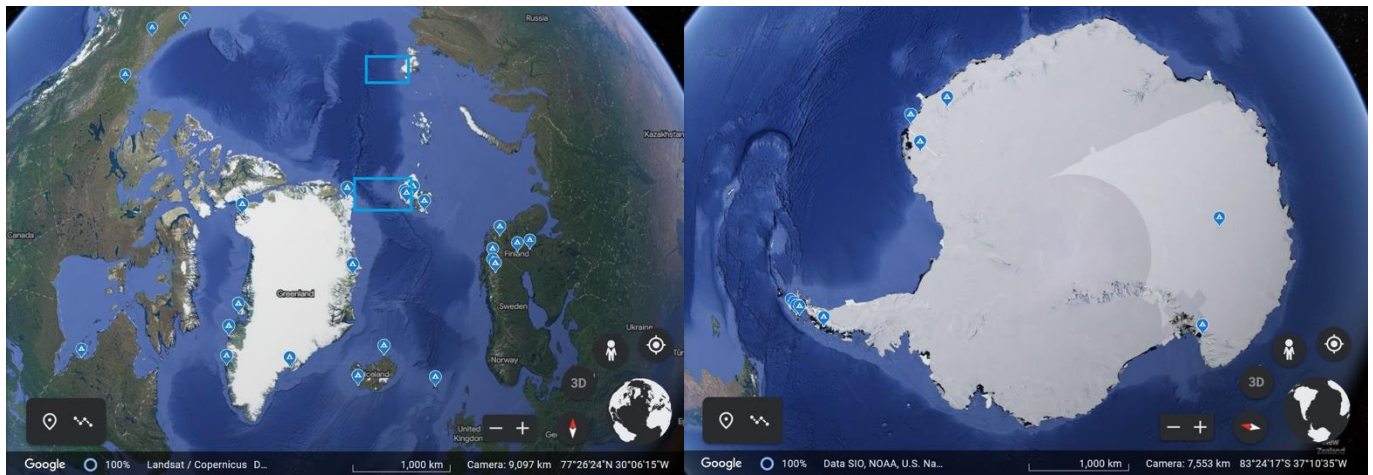 Russia
Kazakhstan
Canada
Finland
Greenland
Sweden
Ukraine
Norway
Iceland
3D
United
Kingdom
Google 100% Landsat / Copernicus D... 1,000 km Camera: 9,097 km 77°26'24"N 30°06'15"W
3D
New
Zealand
Google 100% Data SIO, NOAA, U.S. Na... 1,000 km Camera: 7,553 km 83°24'17"S 37°10'35"W